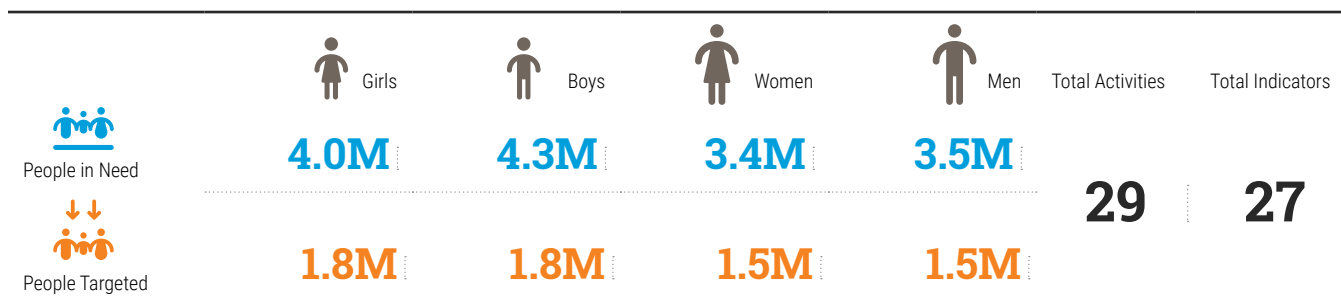 Girls Boys Women Men Total Activities Total Indicators
People in Need 4.0M 4.3M 3.4M 3.5M
29 27
People Targeted 1.8M 1.8M 1.5M 1.5M